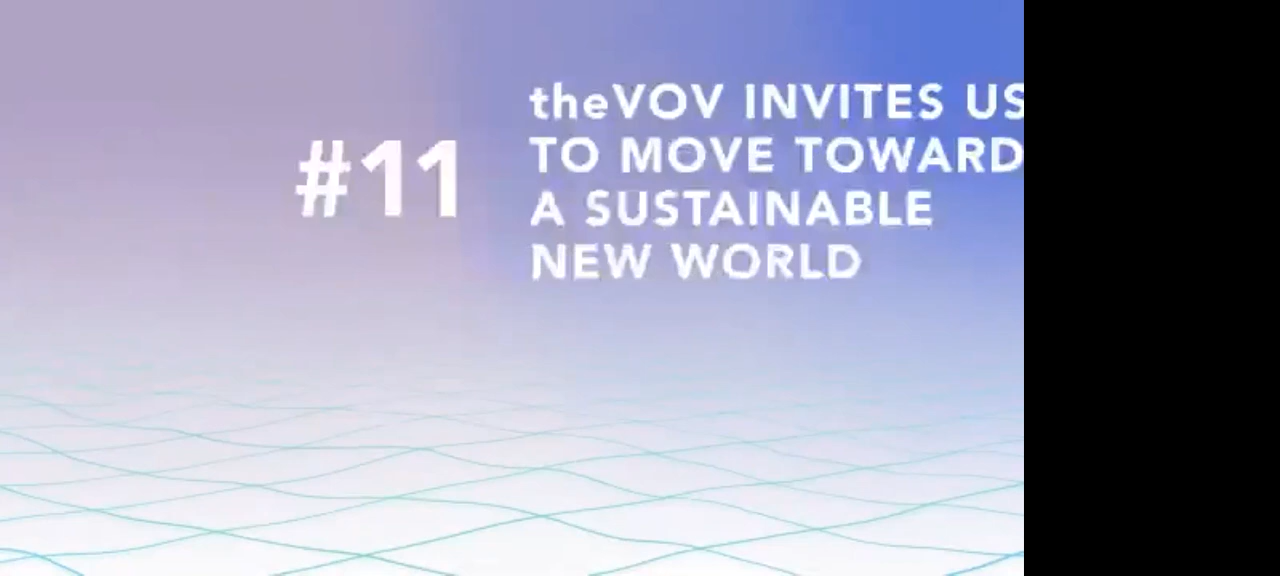 #11
theVOV INVITES US
TO MOVE TOWARD
A SUSTAINABLE
NEW WORLD